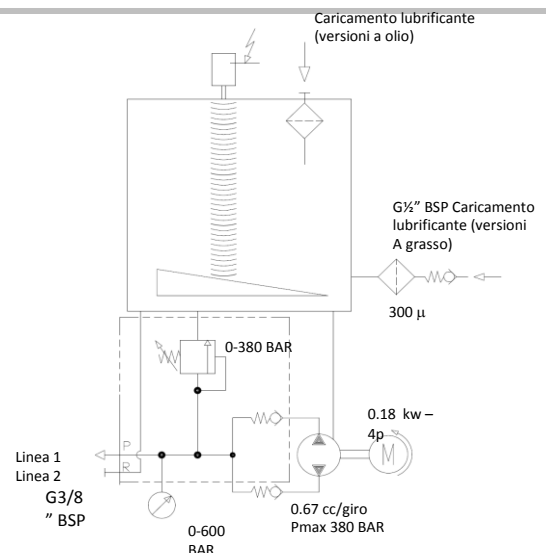 Caricamento lubrificante
(versioni a olio)
G½” BSP Caricamento
lubrificante (versioni
A grasso)
300 µ
0-380 BAR
0.18 kw –
4p
M
P
R
Linea 1
Linea 2
G3/8
” BSP
0.67 cc/giro
Pmax 380 BAR
0-600
BAR